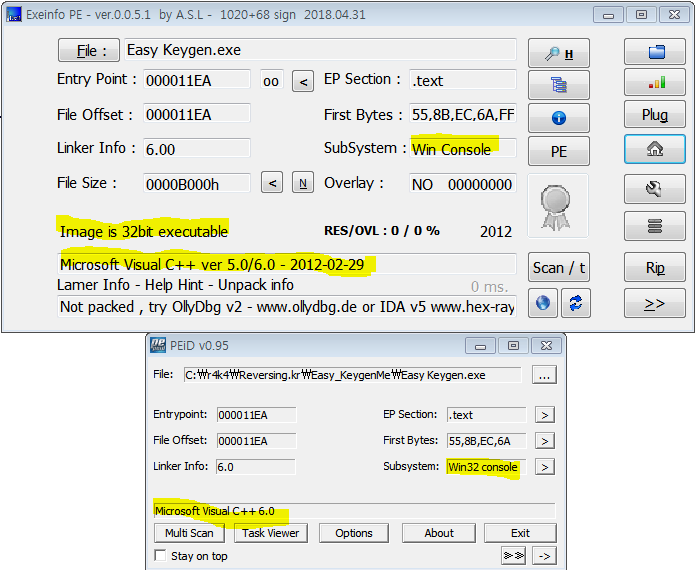 Exeinfo PE - ver.0.0.5.1 by A.S.L - 1020+68 sign 2018.04.31
File : Easy Keygen.exe H
Entry Point : 000011EA oo < EP Section : .text
File Offset : 000011EA First Bytes : 55,8B,EC,6A,FF Plug
Linker Info : 6.00 SubSystem : Win Console PE
File Size : 0000B000h < N Overlay : NO 00000000
Image is 32bit executable RES/OVL : 0 / 0 % 2012
Microsoft Visual C++ ver 5.0/6.0 - 2012-02-29 Scan / t Rip
Lamer Info - Help Hint - Unpack info 0 ms.
Not packed , try OllyDbg v2 - www.ollydbg.de or IDA v5 www.hex-ray >>
PEiD v0.95
File: C:₩r4k4₩Reversing.kr₩Easy_KeygenMe₩Easy Keygen.exe ...
Entrypoint: 000011EA EP Section: .text >
File Offset: 000011EA First Bytes: 55,8B,EC,6A >
Linker Info: 6.0 Subsystem: Win32 console >
Microsoft Visual C++ 6.0
Multi Scan Task Viewer Options About Exit
Stay on top >> ->